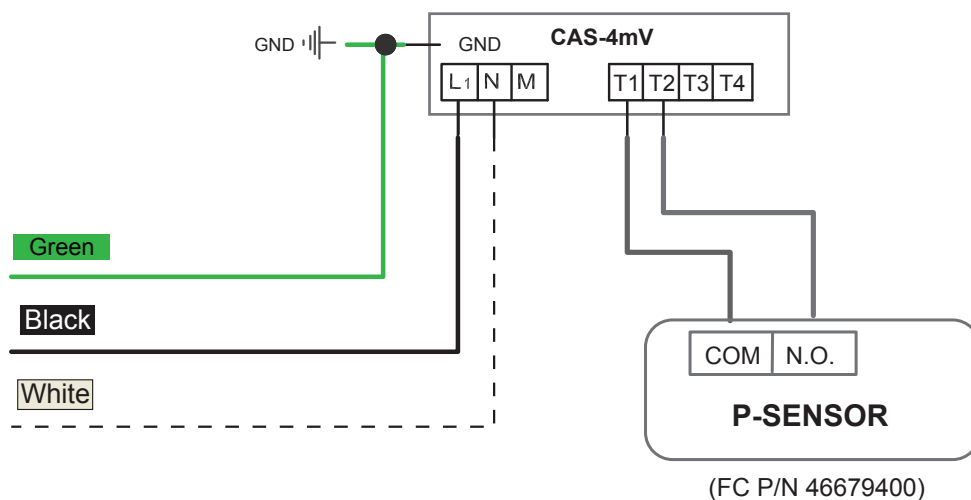 CAS-4mV
GND GND
L1 N M T1 T2 T3 T4
Green
Black
White
COM N.O.
P-SENSOR
(FC P/N 46679400)